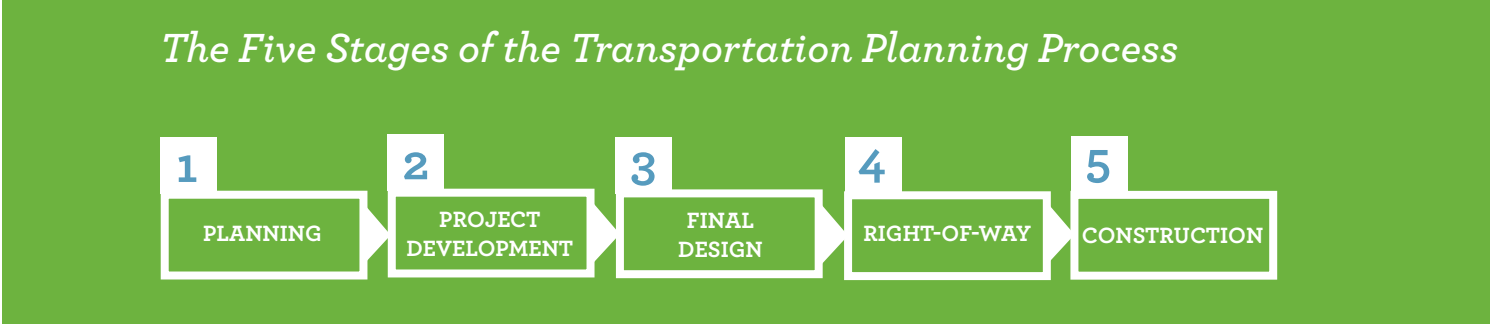 The Five Stages of the Transportation Planning Process
1
PLANNING
2
PROJECT
DEVELOPMENT
3
FINAL
DESIGN
4
RIGHT-OF-WAY
5
CONSTRUCTION